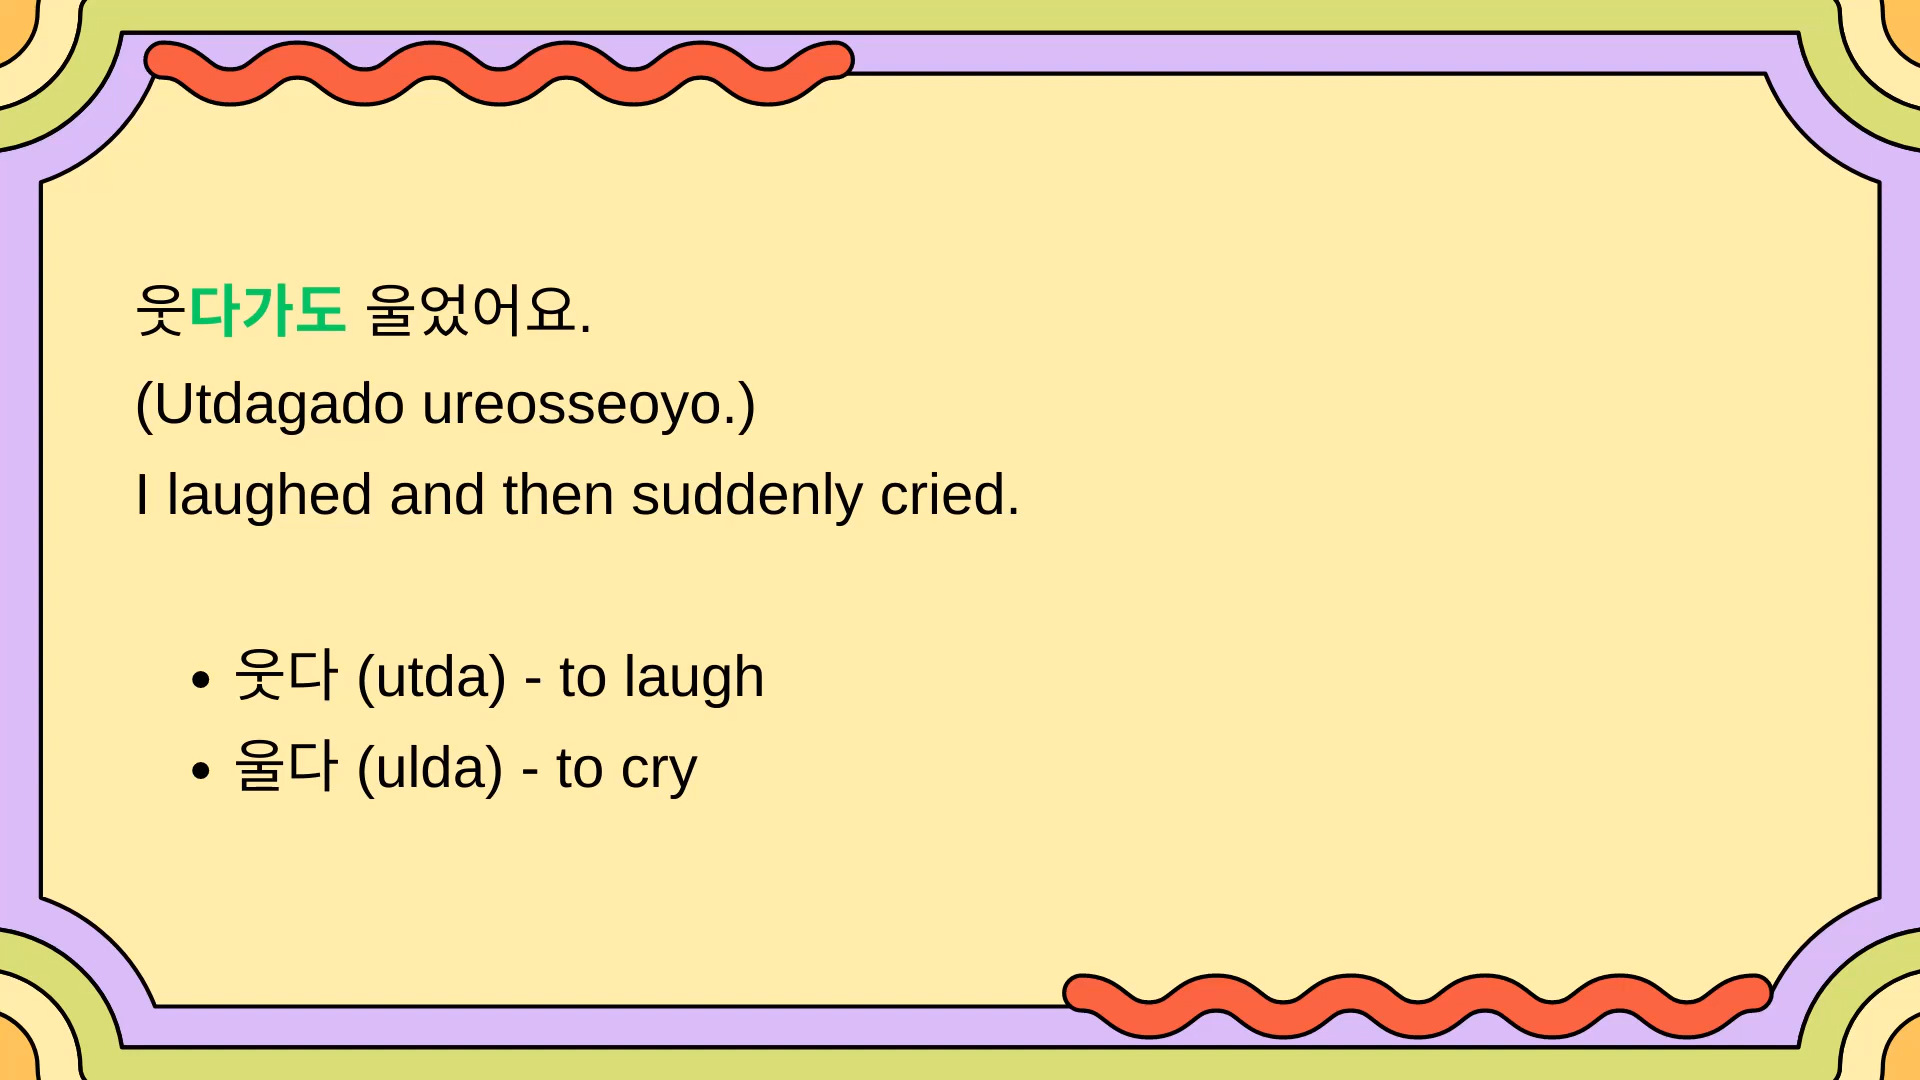 웃다가도 울었어요.
(Utdagado ureosseoyo.)
I laughed and then suddenly cried.
• 웃다 (utda) - to laugh
• 울다 (ulda) - to cry